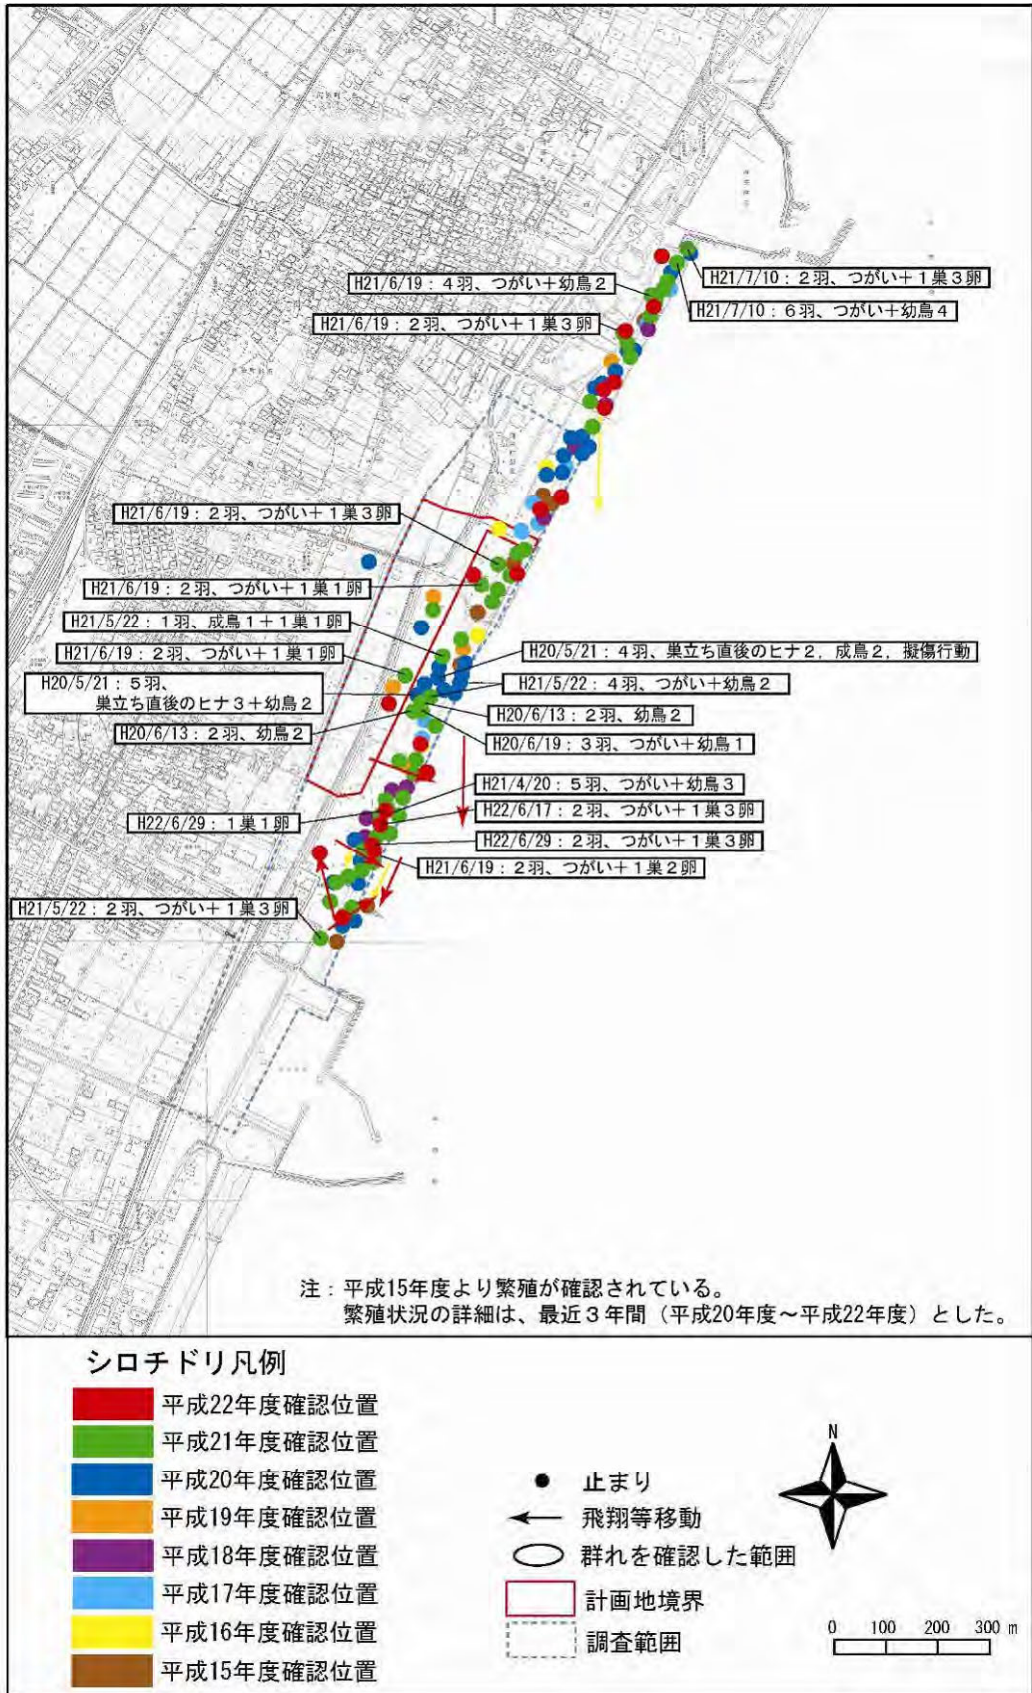 H21/6/19：4羽、つがい＋幼鳥2
H21/7/10：2羽、つがい＋1巣3卵
H21/7/10：6羽、つがい＋幼鳥4
H21/6/19：2羽、つがい＋1巣3卵
H21/6/19：2羽、つがい＋1巣3卵
H21/6/19：2羽、つがい＋1巣1卵
H21/5/22：1羽、成鳥1＋1巣1卵
H21/6/19：2羽、つがい＋1巣1卵
H20/5/21：4羽、巣立ち直後のヒナ2，成鳥2，擬傷行動
H20/5/21：5羽、
巣立ち直後のヒナ3＋幼鳥2
H21/5/22：4羽、つがい＋幼鳥2
H20/6/13：2羽、幼鳥2
H20/6/13：2羽、幼鳥2
H20/6/19：3羽、つがい＋幼鳥1
H21/4/20：5羽、つがい＋幼鳥3
H22/6/29：1巣1卵
H22/6/17：2羽、つがい＋1巣3卵
H22/6/29：2羽、つがい＋1巣3卵
H21/6/19：2羽、つがい＋1巣2卵
H21/5/22：2羽、つがい＋1巣3卵
注：平成15年度より繁殖が確認されている。
繁殖状況の詳細は、最近3年間（平成20年度～平成22年度）とした。
シロチドリ凡例
平成22年度確認位置
平成21年度確認位置
平成20年度確認位置
平成19年度確認位置
平成18年度確認位置
平成17年度確認位置
平成16年度確認位置
平成15年度確認位置
止まり
飛翔等移動
群れを確認した範囲
計画地境界
調査範囲
N
0 100 200 300 m